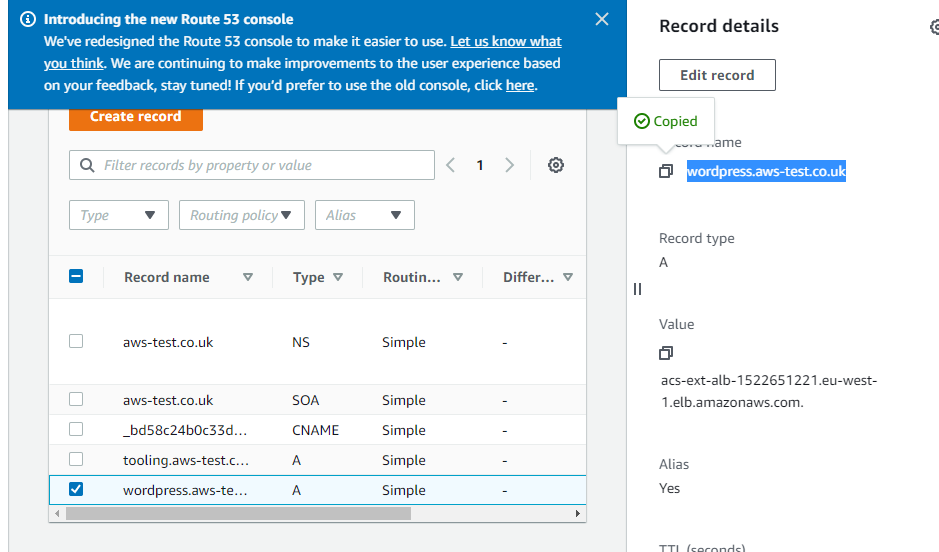 Introducing the new Route 53 console
We've redesigned the Route 53 console to make it easier to use. Let us know what
you think. We are continuing to make improvements to the user experience based
on your feedback, stay tuned! If you'd prefer to use the old console, click here.
Create record
Filter records by property or value
1
Type
Routing policy
Alias
Record name
Type
Routin...
Differ...
aws-test.co.uk
NS
Simple
-
aws-test.co.uk
SOA
Simple
-
_bd58c24b0c33d...
CNAME
Simple
-
tooling.aws-test.c...
A
Simple
-
wordpress.aws-te...
A
Simple
-
Record details
Edit record
Copied
name
wordpress.aws-test.co.uk
Record type
A
Value
acs-ext-alb-1522651221.eu-west-
1.elb.amazonaws.com.
Alias
Yes
TTL (seconds)